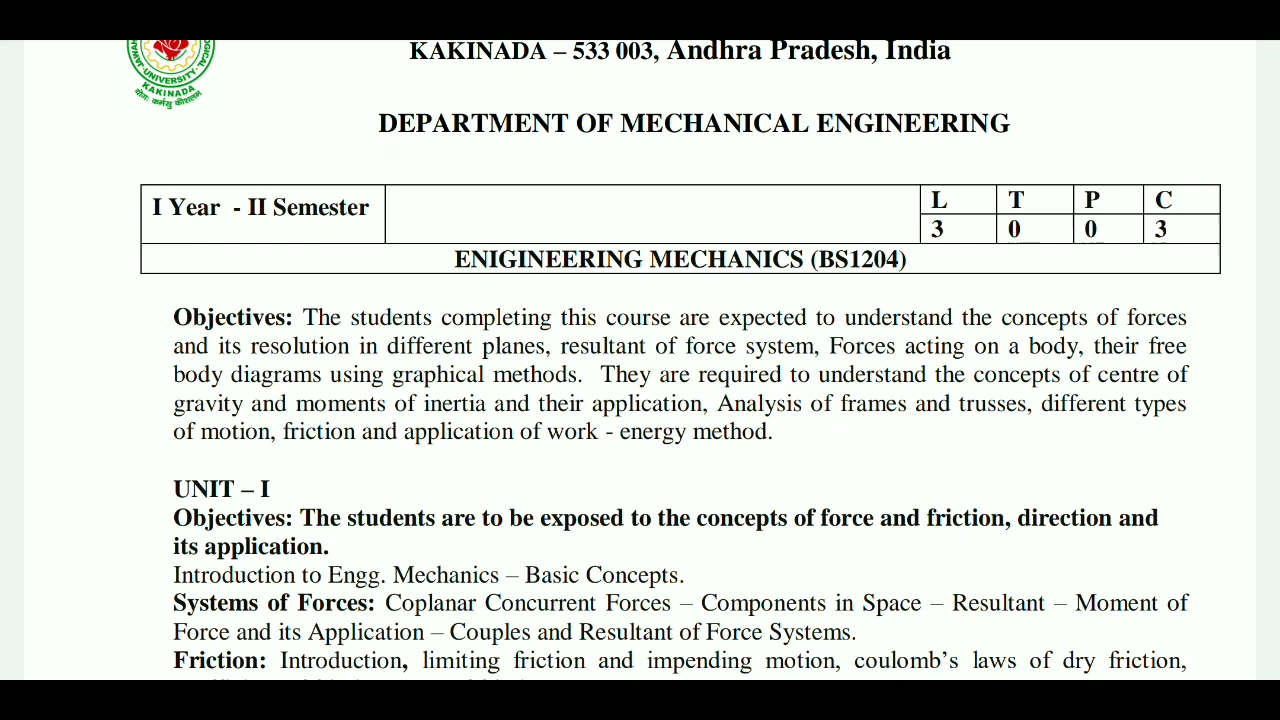 KAKINADA – 533 003, Andhra Pradesh, India
UNIVERSITY
KAKINADA
योगः कर्मसु कौशलम्
DEPARTMENT OF MECHANICAL ENGINEERING
I Year - II Semester
L T P C
3 0 0 3
ENIGINEERING MECHANICS (BS1204)
Objectives: The students completing this course are expected to understand the concepts of forces
and its resolution in different planes, resultant of force system, Forces acting on a body, their free
body diagrams using graphical methods. They are required to understand the concepts of centre of
gravity and moments of inertia and their application, Analysis of frames and trusses, different types
of motion, friction and application of work - energy method.
UNIT – I
Objectives: The students are to be exposed to the concepts of force and friction, direction and
its application.
Introduction to Engg. Mechanics – Basic Concepts.
Systems of Forces: Coplanar Concurrent Forces – Components in Space – Resultant – Moment of
Force and its Application – Couples and Resultant of Force Systems.
Friction: Introduction, limiting friction and impending motion, coulomb’s laws of dry friction,